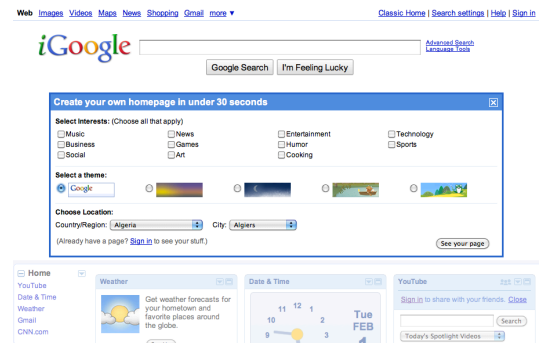 Web Images Videos Maps News Shopping Gmail more ▼ Classic Home | Search settings | Help | Sign in
iGoogle
Advanced Search
Language Tools
Google Search I'm Feeling Lucky
Create your own homepage in under 30 seconds
Select Interests: (Choose all that apply)
Music News Entertainment Technology
Business Games Humor Sports
Social Art Cooking
Select a theme:
Google
Choose Location:
Country/Region: Algeria City: Algiers
(Already have a page? Sign in to see your stuff.) See your page
Home
YouTube
Date & Time
Weather
Gmail
CNN.com
Weather
Get weather forecasts for
your hometown and
favorite places around
the globe.
Date & Time
11 12 1
10 2
9 3
Tue
FEB
YouTube
Sign in to share with your friends. Close
Search
Today's Spotlight Videos